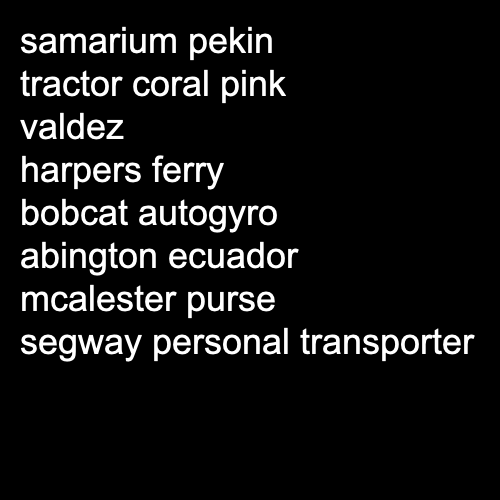 samarium pekin
tractor coral pink
valdez
harpers ferry
bobcat autogyro
abington ecuador
mcalester purse
segway personal transporter